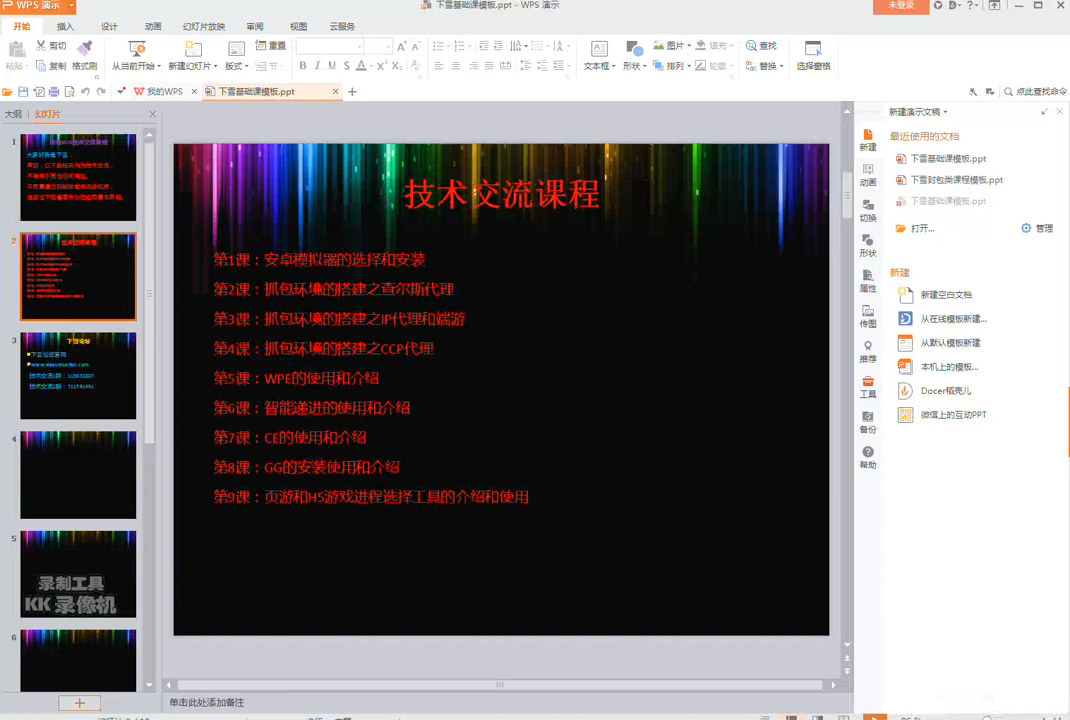 WPS 演示
下雪基础课模板.ppt - WPS 演示
未登录
开始 插入 设计 动画 幻灯片放映 审阅 视图 云服务
粘贴 剪切 复制 格式刷 从当前开始 新建幻灯片 版式 重置 节
B I U S A X² X₂
文本框 形状 图片 排列 填充 轮廓 查找 替换 选择窗格
我的WPS 下雪基础课模板.ppt 点此查找命令
大纲 幻灯片
1
2
3
下雪论坛
4
5
录制工具
KK 录像机
6
技术交流课程
第1课：安卓模拟器的选择和安装
第2课：抓包环境的搭建之查尔斯代理
第3课：抓包环境的搭建之IP代理和端游
第4课：抓包环境的搭建之CCP代理
第5课：WPE的使用和介绍
第6课：智能递进的使用和介绍
第7课：CE的使用和介绍
第8课：GG的安装使用和介绍
第9课：页游和H5游戏进程选择工具的介绍和使用
单击此处添加备注
新建
动画
切换
形状
属性
传图
推荐
工具
备份
帮助
新建演示文稿
最近使用的文档
下雪基础课模板.ppt
下雪封包类课程模板.ppt
下雪基础课模板.ppt
打开... 管理
新建
新建空白文档
从在线模板新建...
从默认模板新建
本机上的模板...
Docer稻壳儿
微信上的互动PPT